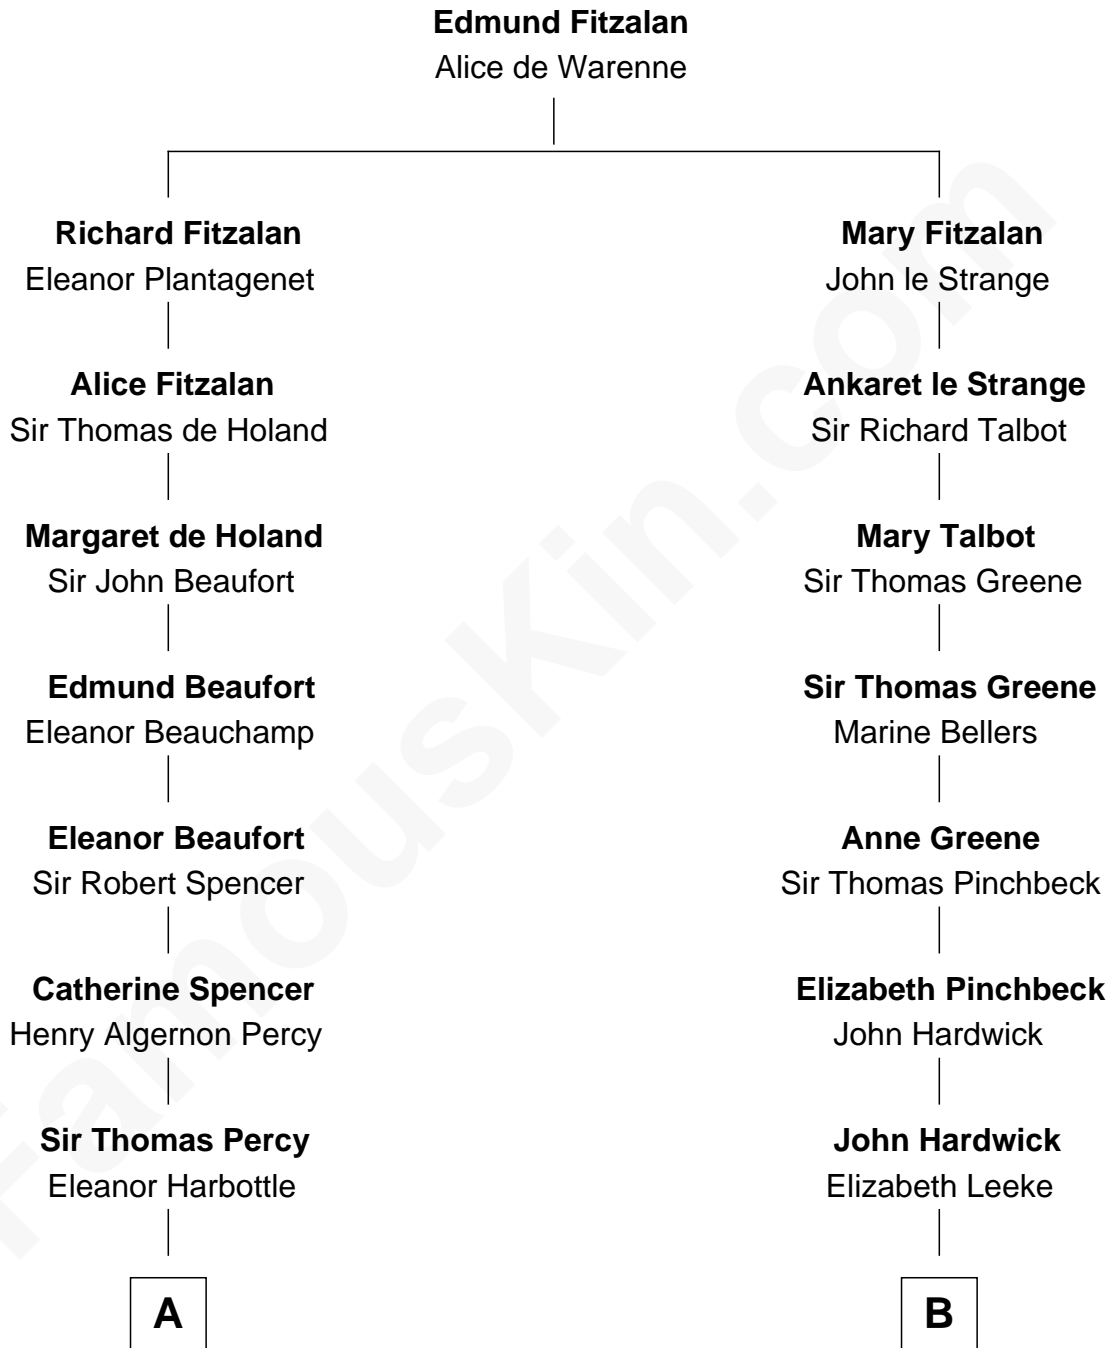 Edmund Fitzalan
Alice de Warenne
Richard Fitzalan
Eleanor Plantagenet
Mary Fitzalan
John le Strange
Alice Fitzalan
Sir Thomas de Holand
Ankaret le Strange
Sir Richard Talbot
Margaret de Holand
Sir John Beaufort
Mary Talbot
Sir Thomas Greene
Edmund Beaufort
Eleanor Beauchamp
Sir Thomas Greene
Marine Bellers
Eleanor Beaufort
Sir Robert Spencer
Anne Greene
Sir Thomas Pinchbeck
Catherine Spencer
Henry Algernon Percy
Elizabeth Pinchbeck
John Hardwick
Sir Thomas Percy
Eleanor Harbottle
John Hardwick
Elizabeth Leeke
A
B
FamousKin.com